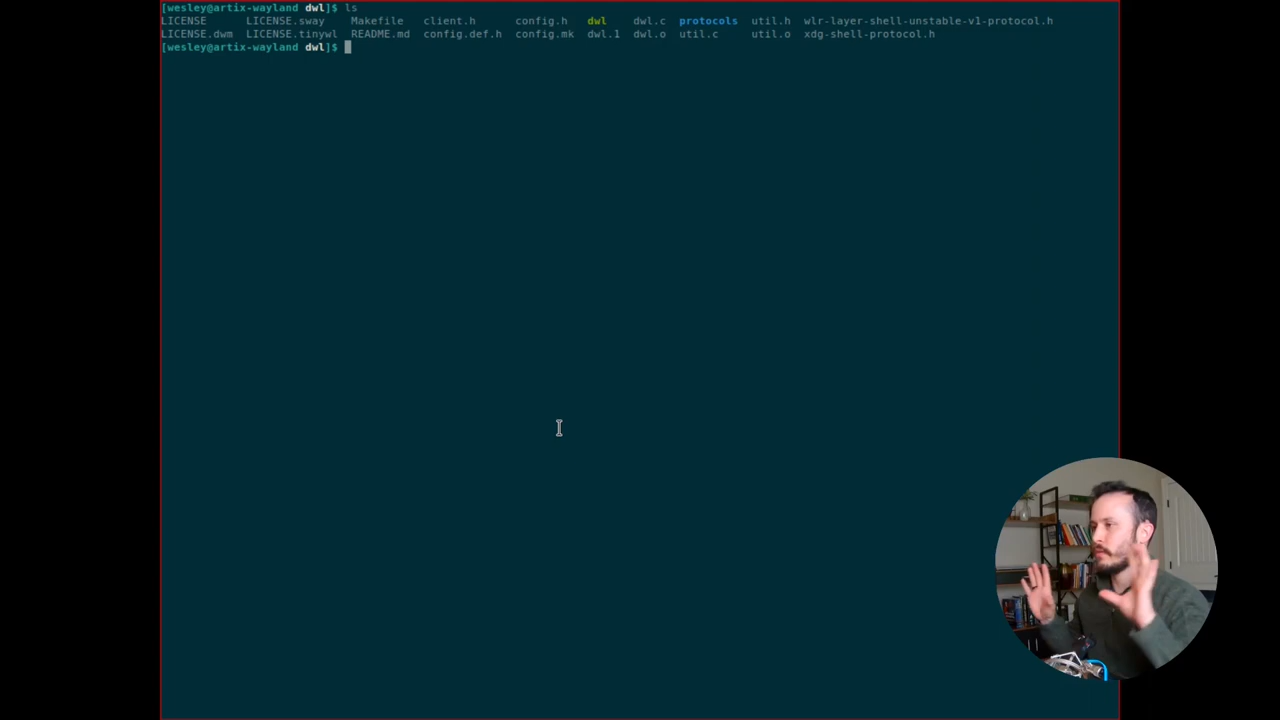 [wesley@artix-wayland dwl]$ ls
LICENSE LICENSE.sway Makefile client.h config.h dwl dwl.c protocols util.h wlr-layer-shell-unstable-v1-protocol.h
LICENSE.dwm LICENSE.tinywl README.md config.def.h config.mk dwl.1 dwl.o util.c util.o xdg-shell-protocol.h
[wesley@artix-wayland dwl]$